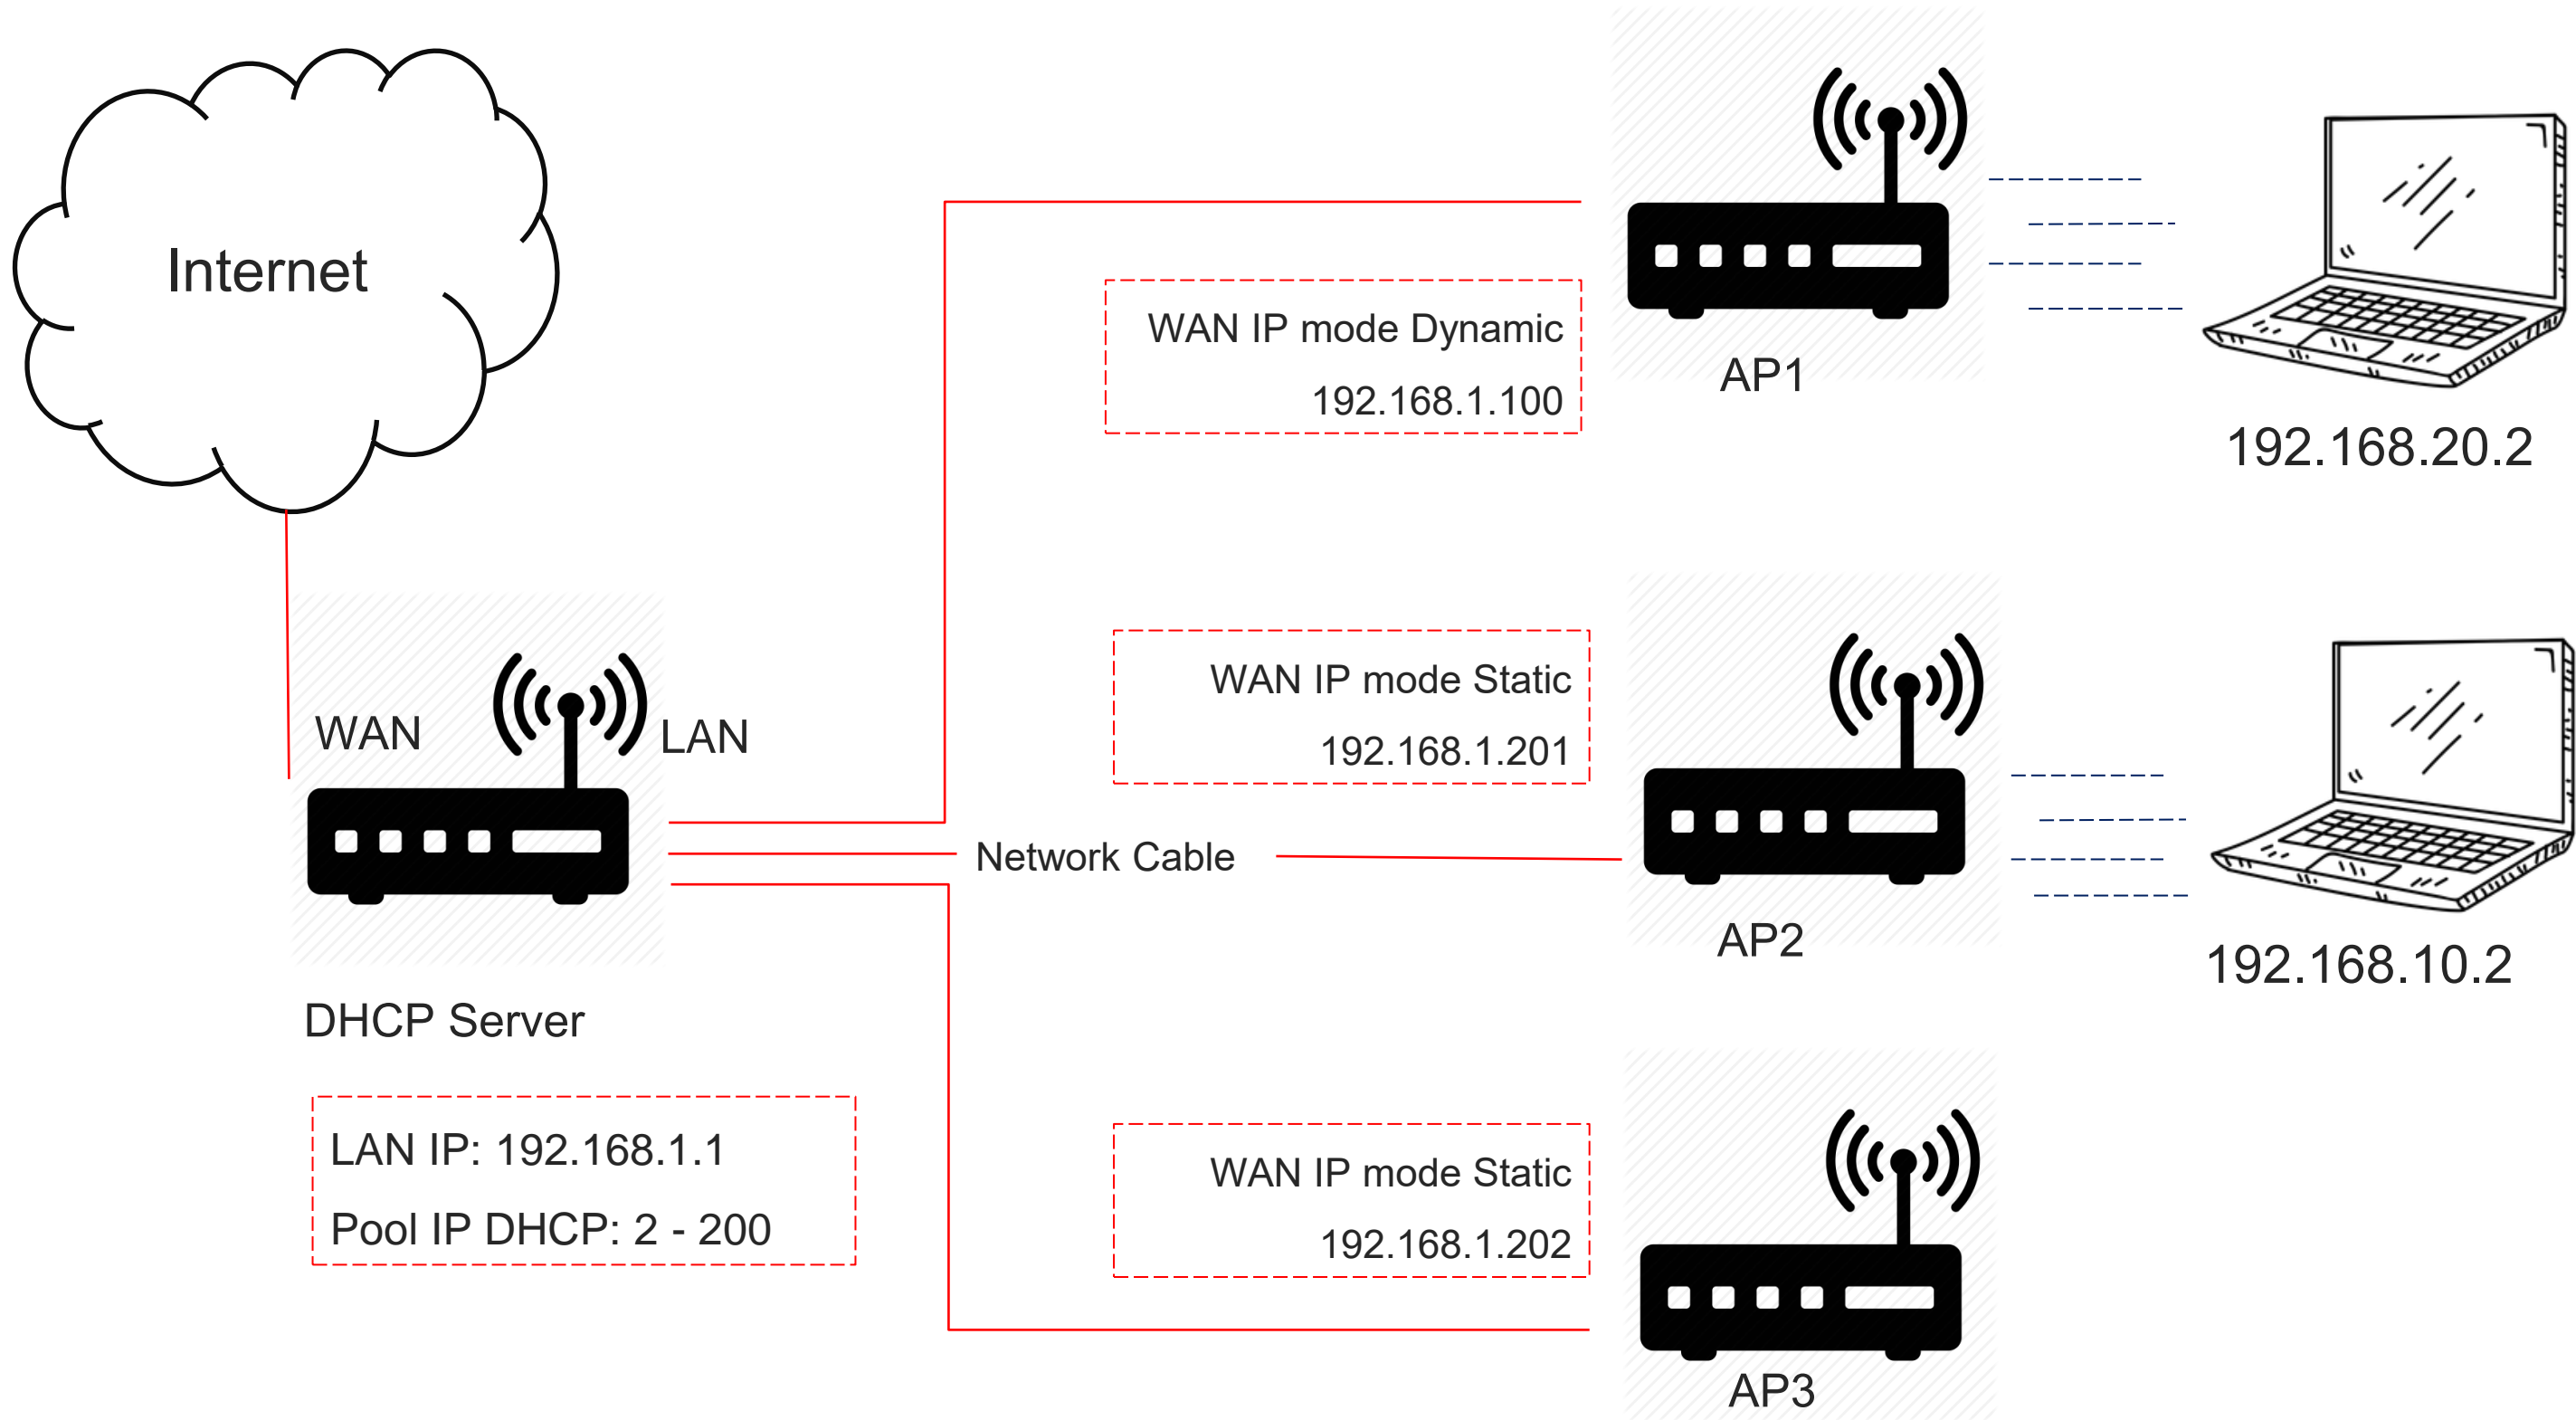 Internet
WAN IP mode Dynamic
192.168.1.100
AP1
192.168.20.2
WAN
LAN
WAN IP mode Static
192.168.1.201
Network Cable
AP2
192.168.10.2
DHCP Server
LAN IP: 192.168.1.1
Pool IP DHCP: 2 - 200
WAN IP mode Static
192.168.1.202
AP3